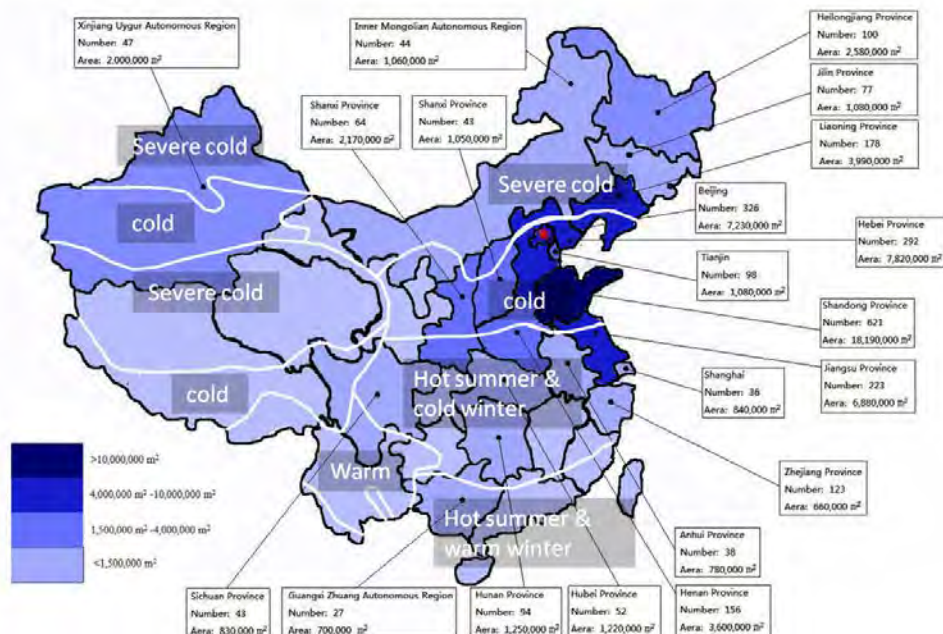 Xinjiang Uygur Autonomous Region
Number: 47
Area: 2,000,000 m²
Inner Mongolian Autonomous Region
Number: 44
Aera: 1,060,000 m²
Heilongjiang Province
Number: 100
Aera: 2,580,000 m²
Jilin Province
Number: 77
Aera: 1,080,000 m²
Shanxi Province
Number: 64
Aera: 2,170,000 m²
Shanxi Province
Number: 43
Aera: 1,050,000 m²
Liaoning Province
Number: 178
Aera: 3,990,000 m²
Beijing
Number: 326
Aera: 7,230,000 m²
Hebei Province
Number: 292
Aera: 7,820,000 m²
Tianjin
Number: 98
Aera: 1,080,000 m²
Shandong Province
Number: 621
Aera: 18,190,000 m²
Jiangsu Province
Number: 223
Aera: 6,880,000 m²
Shanghai
Number: 36
Aera: 840,000 m²
Zhejiang Province
Number: 123
Aera: 660,000 m²
Anhui Province
Number: 38
Aera: 780,000 m²
Henan Province
Number: 156
Aera: 3,600,000 m²
Hubei Province
Number: 52
Aera: 1,220,000 m²
Hunan Province
Number: 94
Aera: 1,250,000 m²
Guangxi Zhuang Autonomous Region
Number: 27
Area: 700,000 m²
Sichuan Province
Number: 43
Aera: 830,000 m²
Severe cold
cold
Severe cold
cold
Severe cold
cold
Hot summer &
cold winter
Warm
Hot summer &
warm winter
>10,000,000 m²
4,000,000 m² -10,000,000 m²
1,500,000 m² -4,000,000 m²
<1,500,000 m²